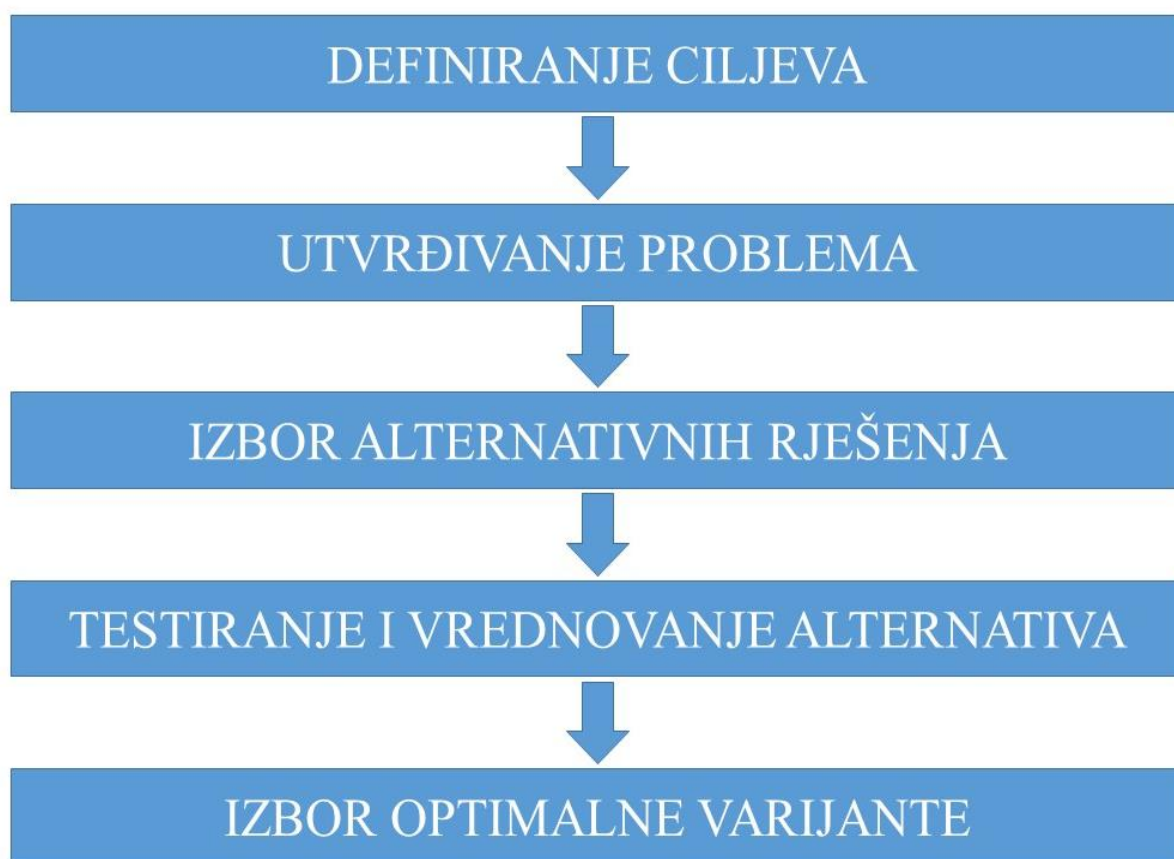 DEFINIRANJE CILJEVA
UTVRĐIVANJE PROBLEMA
IZBOR ALTERNATIVNIH RJEŠENJA
TESTIRANJE I VREDNOVANJE ALTERNATIVA
IZBOR OPTIMALNE VARIJANTE